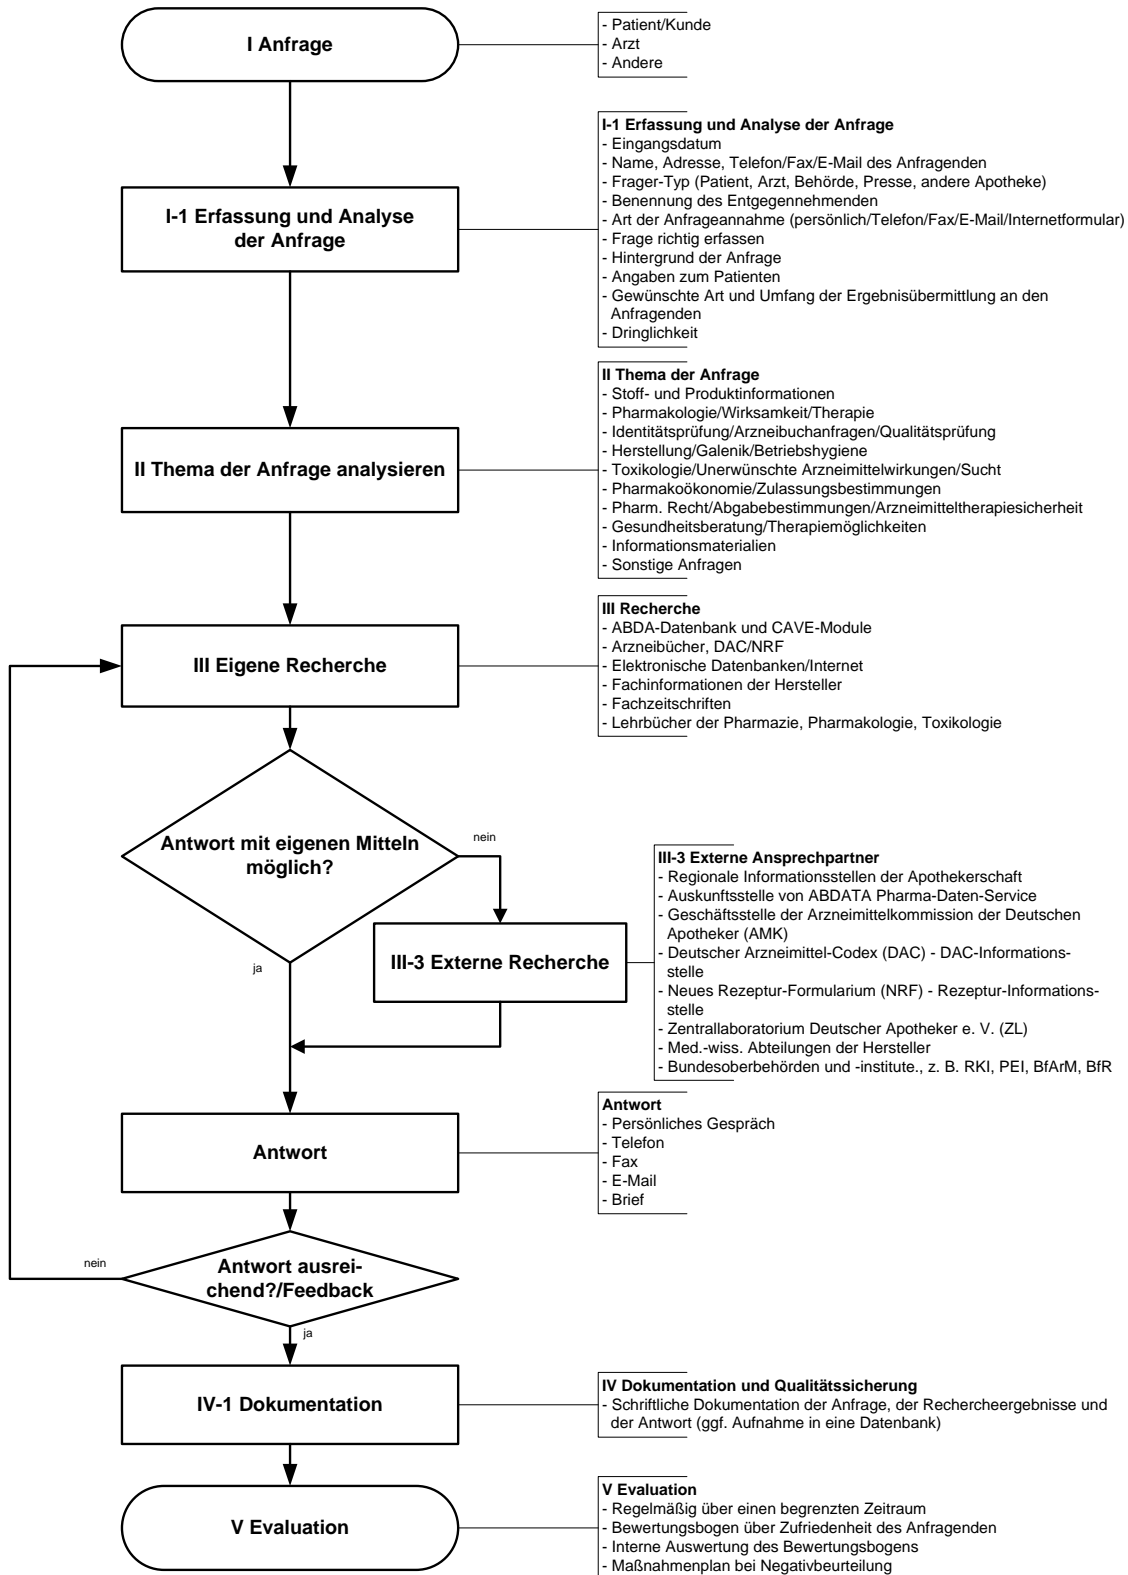 I Anfrage
- Patient/Kunde
- Arzt
- Andere
I-1 Erfassung und Analyse
der Anfrage
I-1 Erfassung und Analyse der Anfrage
- Eingangsdatum
- Name, Adresse, Telefon/Fax/E-Mail des Anfragenden
- Frager-Typ (Patient, Arzt, Behörde, Presse, andere Apotheke)
- Benennung des Entgegennehmenden
- Art der Anfrageannahme (persönlich/Telefon/Fax/E-Mail/Internetformular)
- Frage richtig erfassen
- Hintergrund der Anfrage
- Angaben zum Patienten
- Gewünschte Art und Umfang der Ergebnisübermittlung an den
Anfragenden
- Dringlichkeit
II Thema der Anfrage analysieren
II Thema der Anfrage
- Stoff- und Produktinformationen
- Pharmakologie/Wirksamkeit/Therapie
- Identitätsprüfung/Arzneibuchanfragen/Qualitätsprüfung
- Herstellung/Galenik/Betriebshygiene
- Toxikologie/Unerwünschte Arzneimittelwirkungen/Sucht
- Pharmakoökonomie/Zulassungsbestimmungen
- Pharm. Recht/Abgabebestimmungen/Arzneimitteltherapiesicherheit
- Gesundheitsberatung/Therapiemöglichkeiten
- Informationsmaterialien
- Sonstige Anfragen
III Eigene Recherche
III Recherche
- ABDA-Datenbank und CAVE-Module
- Arzneibücher, DAC/NRF
- Elektronische Datenbanken/Internet
- Fachinformationen der Hersteller
- Fachzeitschriften
- Lehrbücher der Pharmazie, Pharmakologie, Toxikologie
Antwort mit eigenen Mitteln
möglich?
nein
ja
III-3 Externe Recherche
III-3 Externe Ansprechpartner
- Regionale Informationsstellen der Apothekerschaft
- Auskunftsstelle von ABDATA Pharma-Daten-Service
- Geschäftsstelle der Arzneimittelkommission der Deutschen
Apotheker (AMK)
- Deutscher Arzneimittel-Codex (DAC) - DAC-Informations-
stelle
- Neues Rezeptur-Formularium (NRF) - Rezeptur-Informations-
stelle
- Zentrallaboratorium Deutscher Apotheker e. V. (ZL)
- Med.-wiss. Abteilungen der Hersteller
- Bundesoberbehörden und -institute., z. B. RKI, PEI, BfArM, BfR
Antwort
Antwort
- Persönliches Gespräch
- Telefon
- Fax
- E-Mail
- Brief
nein
Antwort ausrei-
chend?/Feedback
ja
IV-1 Dokumentation
IV Dokumentation und Qualitätssicherung
- Schriftliche Dokumentation der Anfrage, der Rechercheergebnisse und
der Antwort (ggf. Aufnahme in eine Datenbank)
V Evaluation
V Evaluation
- Regelmäßig über einen begrenzten Zeitraum
- Bewertungsbogen über Zufriedenheit des Anfragenden
- Interne Auswertung des Bewertungsbogens
- Maßnahmenplan bei Negativbeurteilung